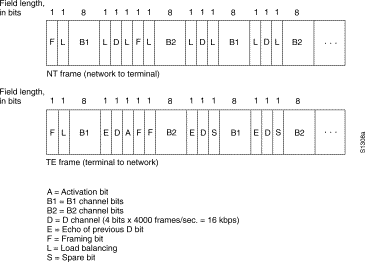 Field length,
in bits 1 1 8 1 1 1 1 1 8 1 1 1 8 1 1 1 8
F L B1 L D L F L B2 L D L B1 L D L B2 . . .
NT frame (network to terminal)
Field length,
in bits 1 1 8 1 1 1 1 1 8 1 1 1 8 1 1 1 8
F L B1 E D A F F B2 E D S B1 E D S B2 . . .
TE frame (terminal to network)
S1308a
A = Activation bit
B1 = B1 channel bits
B2 = B2 channel bits
D = D channel (4 bits x 4000 frames/sec. = 16 kbps)
E = Echo of previous D bit
F = Framing bit
L = Load balancing
S = Spare bit